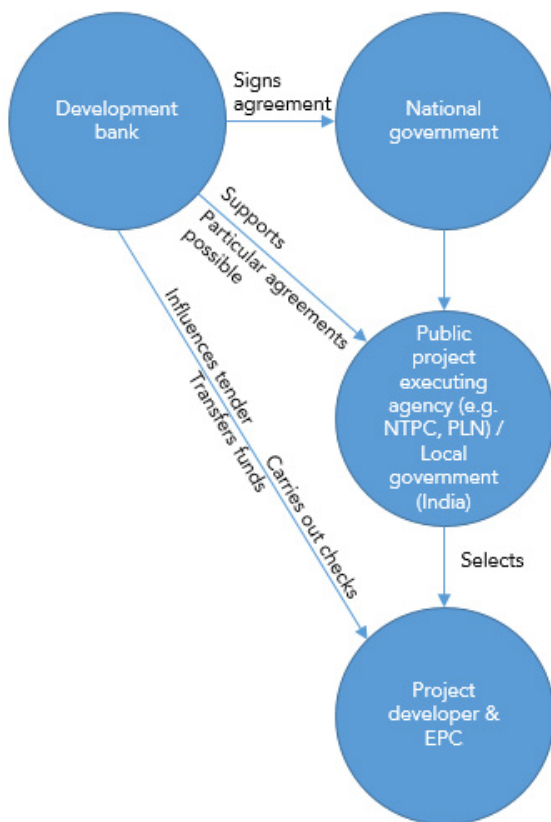 Development
bank
Signs
agreement
National
government
Supports
Particular agreements
possible
Public
project
executing
agency (e.g.
NTPC, PLN) /
Local
government
(India)
Influences tender
Transfers funds
Carries out checks
Selects
Project
developer &
EPC